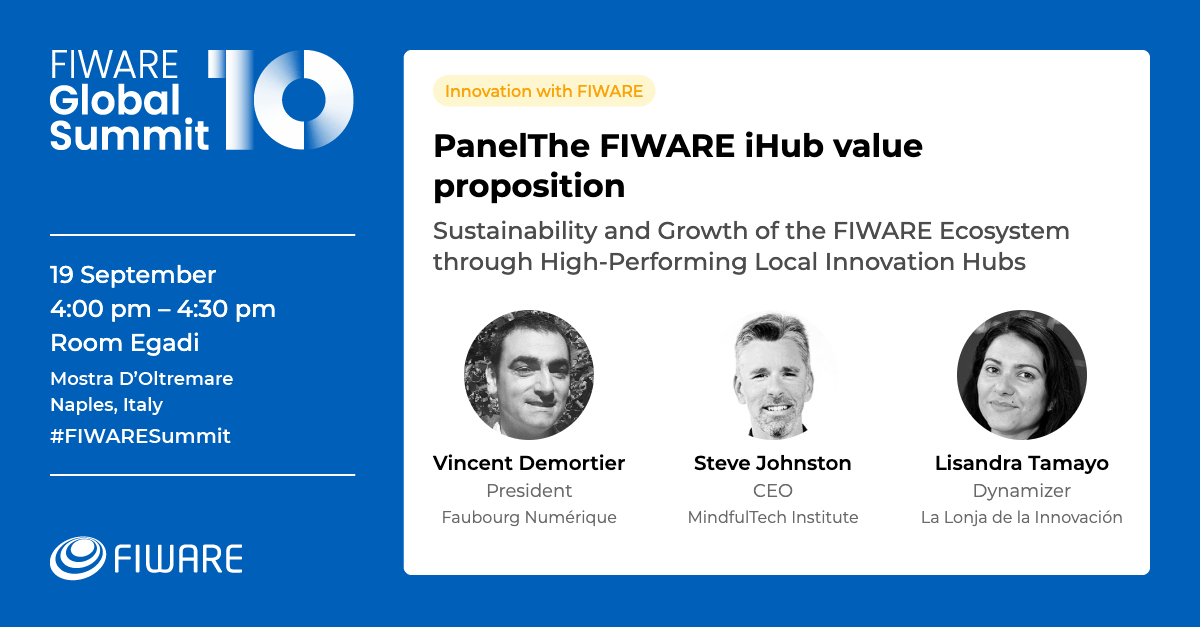 FIWARE
Global
Summit
10
19 September
4:00 pm – 4:30 pm
Room Egadi
Mostra D’Oltremare
Naples, Italy
#FIWARESummit
FIWARE
Innovation with FIWARE
PanelThe FIWARE iHub value
proposition
Sustainability and Growth of the FIWARE Ecosystem
through High-Performing Local Innovation Hubs
Vincent Demortier
President
Faubourg Numérique
Steve Johnston
CEO
MindfulTech Institute
Lisandra Tamayo
Dynamizer
La Lonja de la Innovación